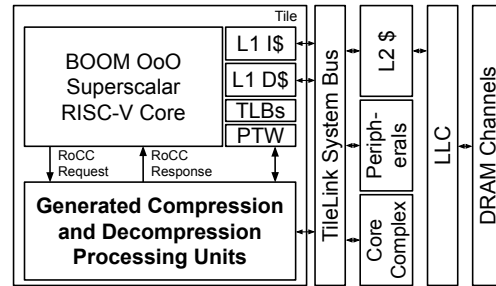 Tile
BOOM OoO
Superscalar
RISC-V Core
L1 I$
L1 D$
TLBs
PTW
RoCC
Request
RoCC
Response
Generated Compression
and Decompression
Processing Units
TileLink System Bus
L2 $
Periph-
erals
Core
Complex
LLC
DRAM Channels